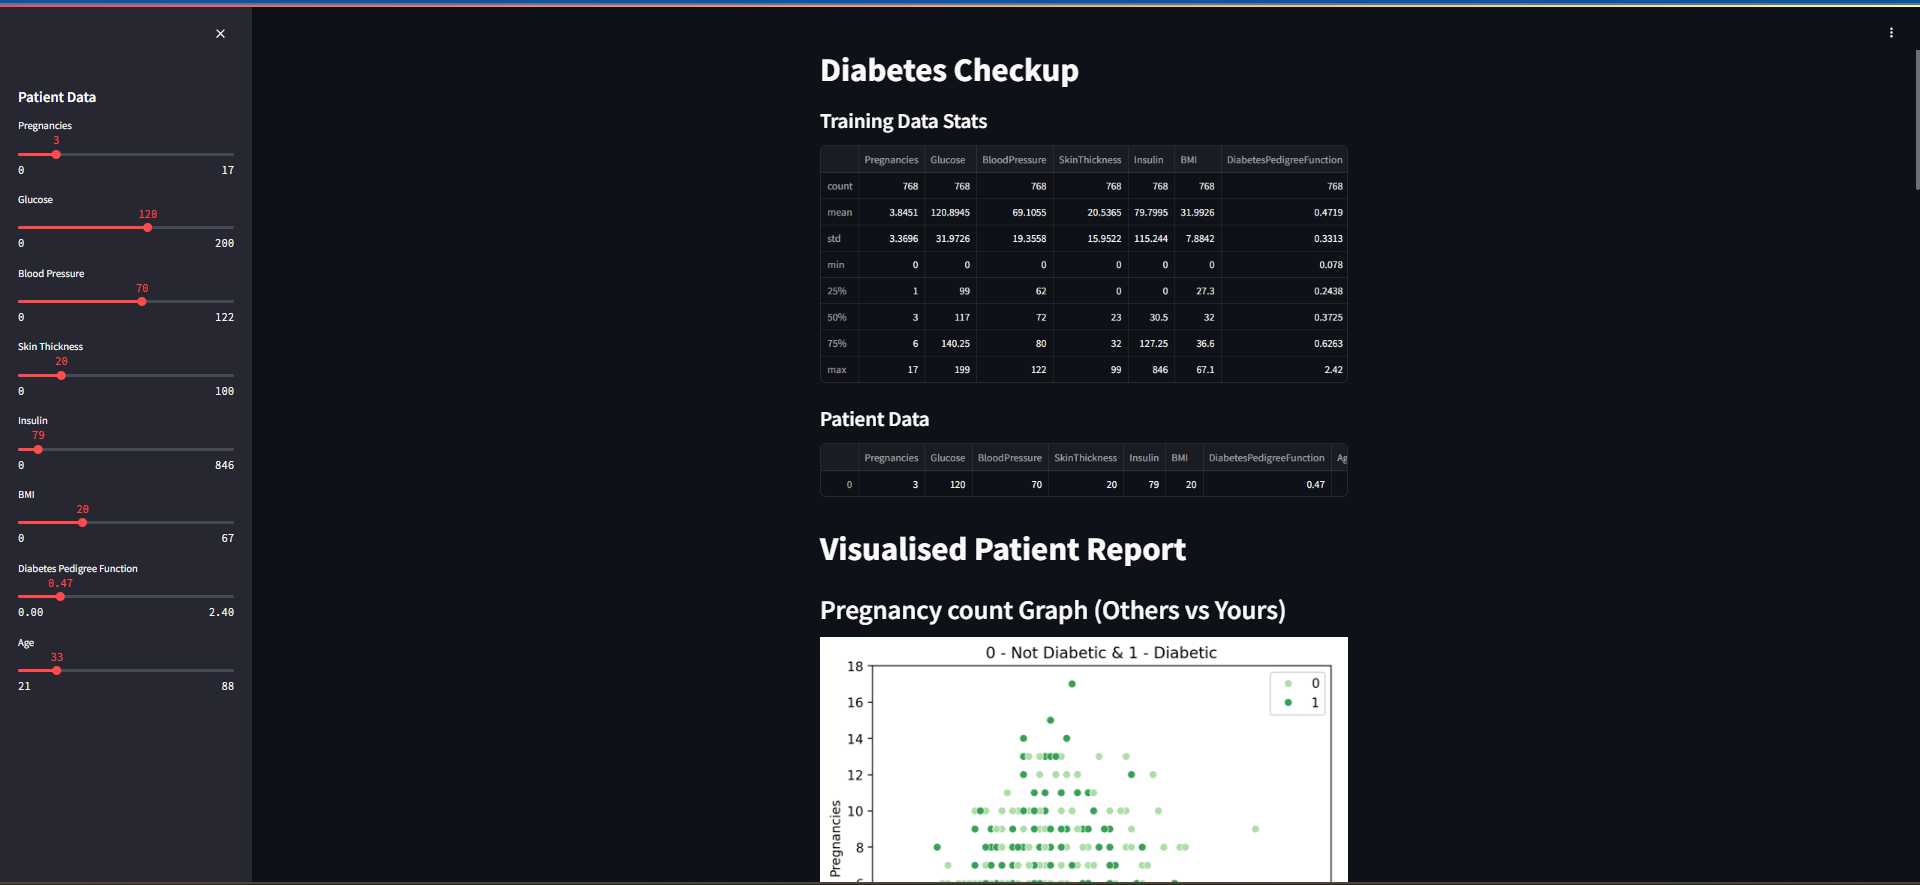 Patient Data
Pregnancies
3
0 17
Glucose
120
0 200
Blood Pressure
70
0 122
Skin Thickness
20
0 100
Insulin
79
0 846
BMI
20
0 67
Diabetes Pedigree Function
0.47
0.00 2.40
Age
33
21 88
Diabetes Checkup
Training Data Stats
Pregnancies Glucose BloodPressure SkinThickness Insulin BMI DiabetesPedigreeFunction
count 768 768 768 768 768 768 768
mean 3.8451 120.8945 69.1055 20.5365 79.7995 31.9926 0.4719
std 3.3696 31.9726 19.3558 15.9522 115.244 7.8842 0.3313
min 0 0 0 0 0 0 0.078
25% 1 99 62 0 0 27.3 0.2438
50% 3 117 72 23 30.5 32 0.3725
75% 6 140.25 80 32 127.25 36.6 0.6263
max 17 199 122 99 846 67.1 2.42
Patient Data
Pregnancies Glucose BloodPressure SkinThickness Insulin BMI DiabetesPedigreeFunction Ag
0 3 120 70 20 79 20 0.47
Visualised Patient Report
Pregnancy count Graph (Others vs Yours)
0 - Not Diabetic & 1 - Diabetic
18
16
14
12
10
8
Pregnancies
0
1